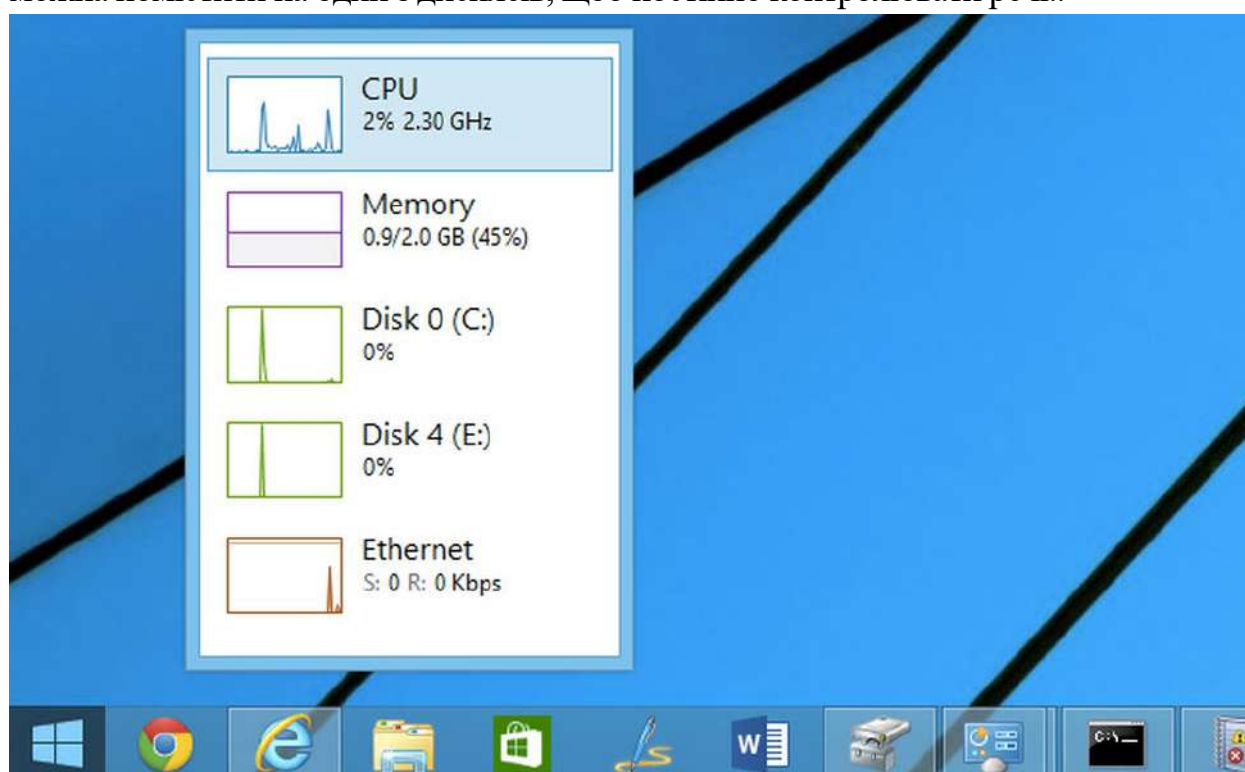 CPU
2% 2.30 GHz
Memory
0.9/2.0 GB (45%)
Disk 0 (C:)
0%
Disk 4 (E:)
0%
Ethernet
S: 0 R: 0 Kbps
W
C:\